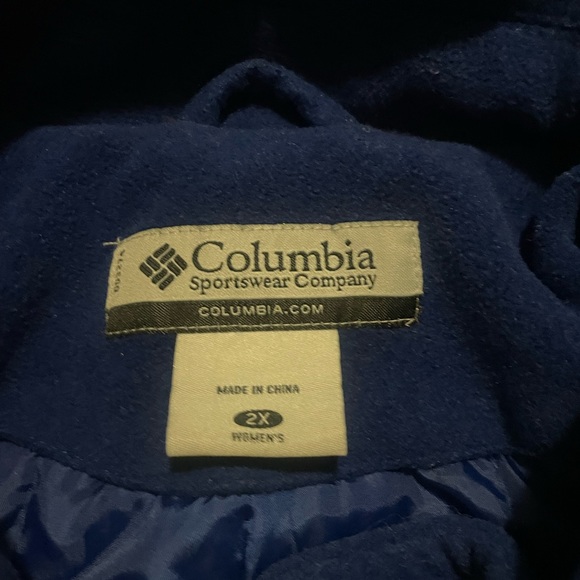 Columbia
Sportswear Company
COLUMBIA.COM
MADE IN CHINA
2X
WOMEN'S